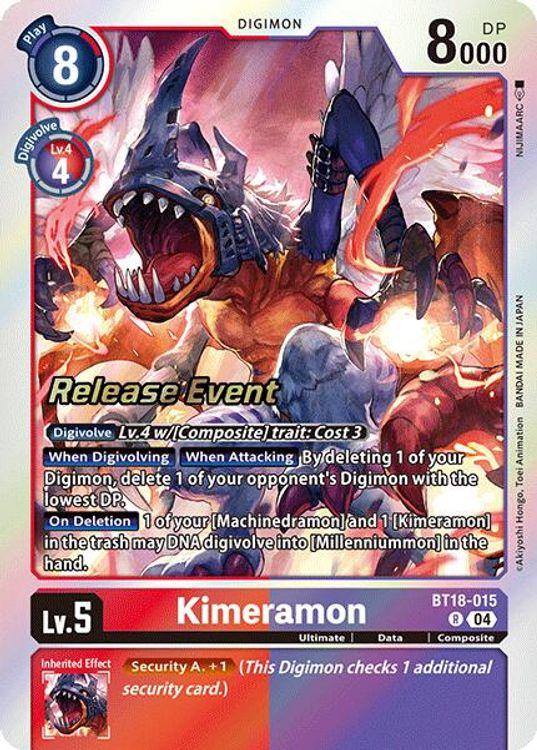 Play
8
DIGIMON
DP
8000
Digivolve
Lv.4
4
NIJIMAARC
©Akiyoshi Hongo, Toei Animation BANDAI MADE IN JAPAN
Release Event
Digivolve Lv.4 w/[Composite] trait: Cost 3
When Digivolving When Attacking By deleting 1 of your
Digimon, delete 1 of your opponent's Digimon with the
lowest DP.
On Deletion 1 of your [Machinedramon] and 1 [Kimeramon]
in the trash may DNA digivolve into [Millenniummon] in the
hand.
Lv.5
Kimeramon
BT18-015
R 04
Ultimate | Data | Composite
Inherited Effect
Security A. +1 (This Digimon checks 1 additional
security card.)